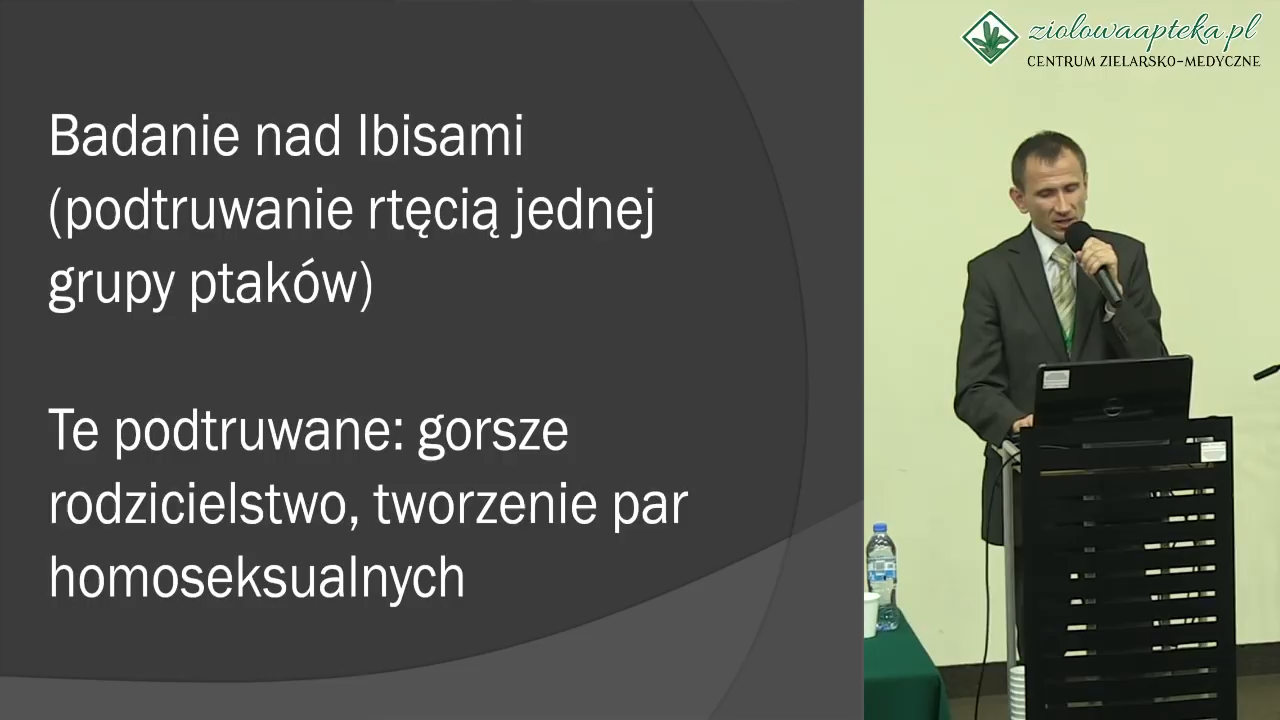 Badanie nad Ibisami
(podtruwanie rtęcią jednej
grupy ptaków)
Te podtruwane: gorsze
rodzicielstwo, tworzenie par
homoseksualnych
ziolowaapteka.pl
CENTRUM ZIELARSKO-MEDYCZNE